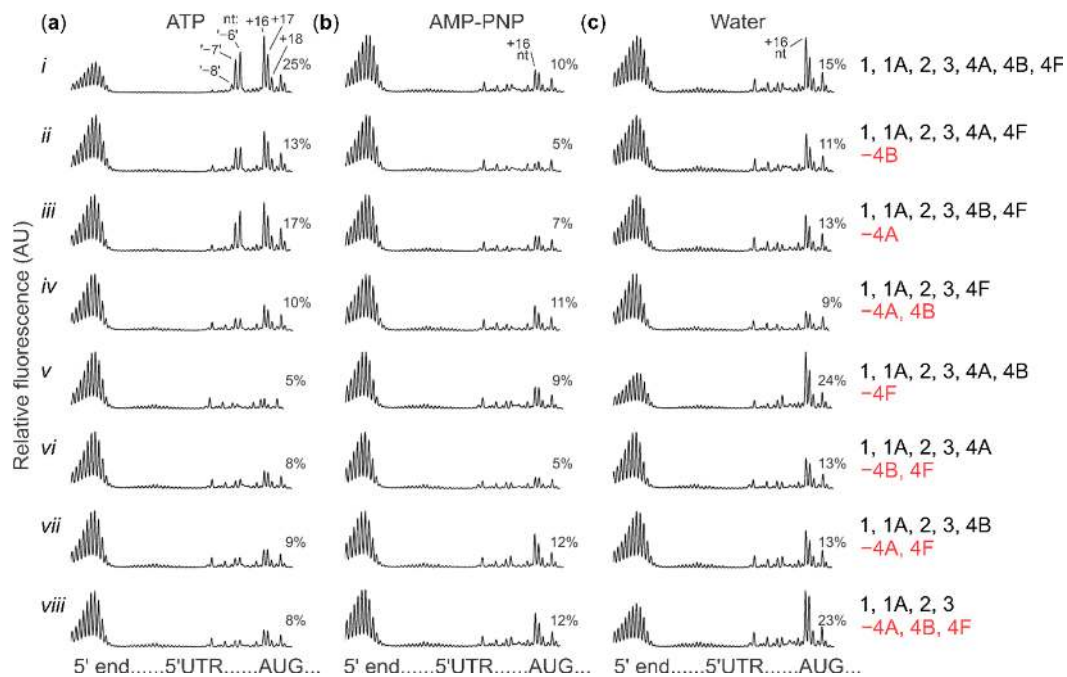 (a) ATP (b) AMP-PNP (c) Water
nt: +16 +17
'−6' +18
'−7'
'−8'
i 25%
+16
nt
10%
+16
nt
15% 1, 1A, 2, 3, 4A, 4B, 4F
ii 13% 5% 11% 1, 1A, 2, 3, 4A, 4F
−4B
iii 17% 7% 13% 1, 1A, 2, 3, 4B, 4F
−4A
iv 10% 11% 9% 1, 1A, 2, 3, 4F
−4A, 4B
v 5% 9% 24% 1, 1A, 2, 3, 4A, 4B
−4F
vi 8% 5% 13% 1, 1A, 2, 3, 4A
−4B, 4F
vii 9% 12% 13% 1, 1A, 2, 3, 4B
−4A, 4F
viii 8% 12% 23% 1, 1A, 2, 3
−4A, 4B, 4F
Relative fluorescence (AU)
5' end......5'UTR......AUG... 5' end......5'UTR......AUG... 5' end......5'UTR......AUG...